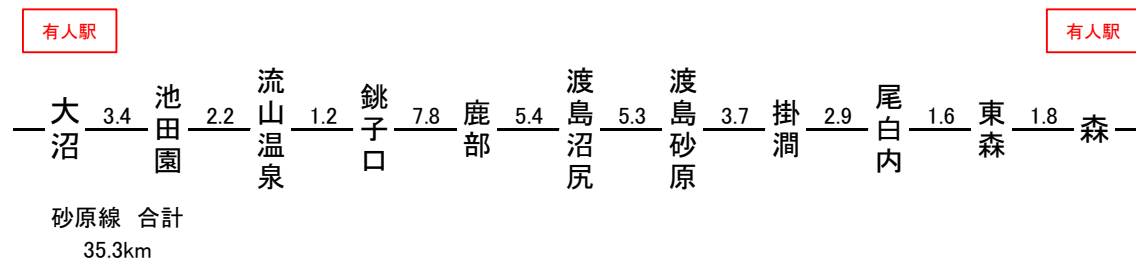 有人駅 有人駅
大沼 3.4 池田園 2.2 流山温泉 1.2 銚子口 7.8 鹿部 5.4 渡島沼尻 5.3 渡島砂原 3.7 掛澗 2.9 尾白内 1.6 東森 1.8 森
砂原線 合計
35.3km